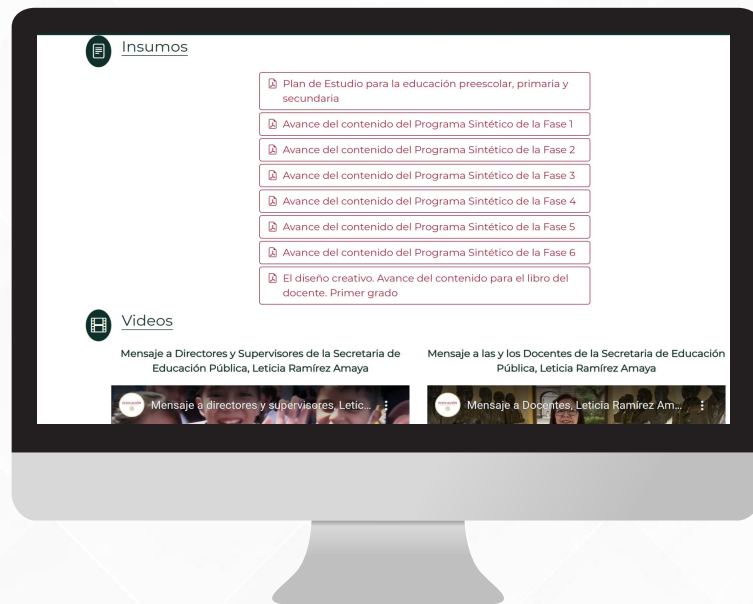 Insumos
Plan de Estudio para la educación preescolar, primaria y
secundaria
Avance del contenido del Programa Sintético de la Fase 1
Avance del contenido del Programa Sintético de la Fase 2
Avance del contenido del Programa Sintético de la Fase 3
Avance del contenido del Programa Sintético de la Fase 4
Avance del contenido del Programa Sintético de la Fase 5
Avance del contenido del Programa Sintético de la Fase 6
El diseño creativo. Avance del contenido para el libro del
docente. Primer grado
Videos
Mensaje a Directores y Supervisores de la Secretaria de
Educación Pública, Leticia Ramírez Amaya
Mensaje a las y los Docentes de la Secretaria de Educación
Pública, Leticia Ramírez Amaya
Mensaje a directores y supervisores, Letic...
Mensaje a Docentes, Leticia Ramírez Am...